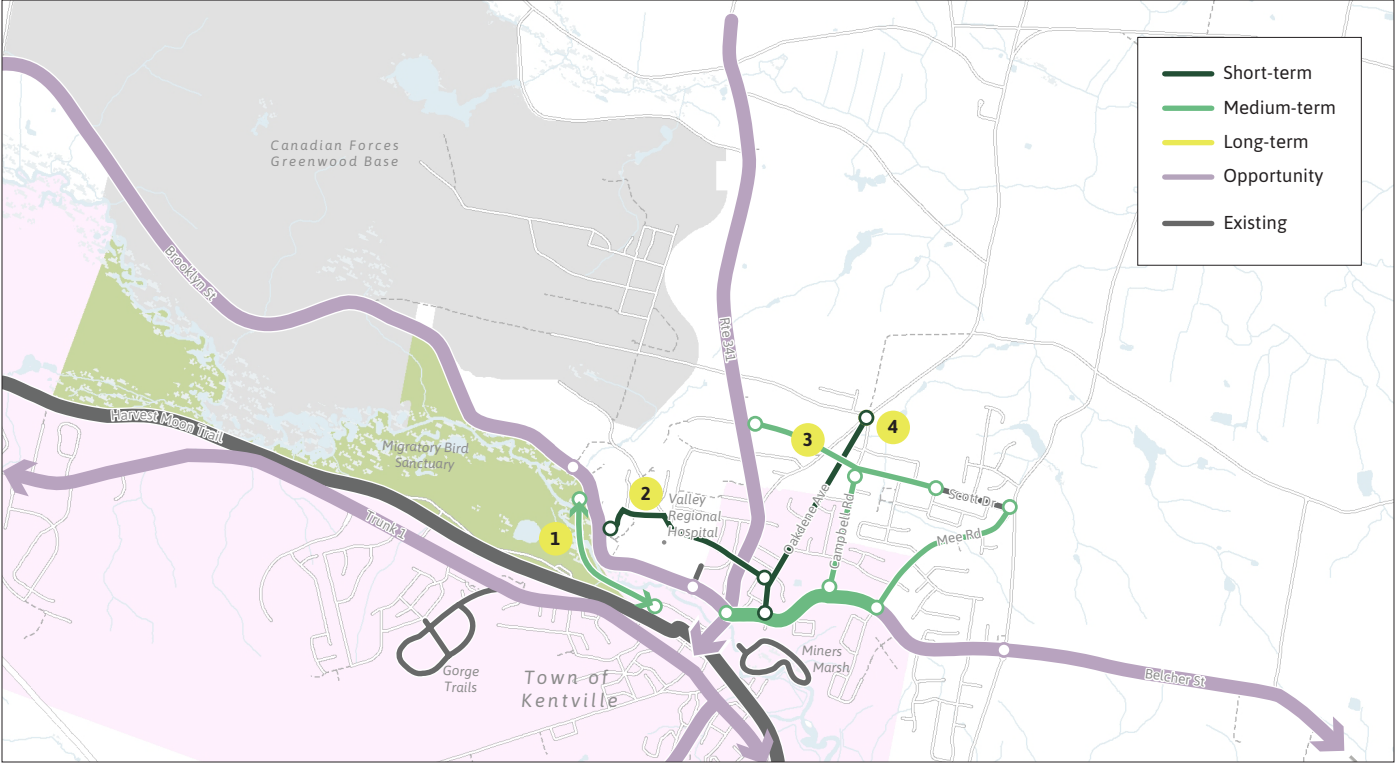 Short-term
Medium-term
Long-term
Opportunity
Existing
Canadian Forces
Greenwood Base
Brooklyn St
Rte 341
Harvest Moon Trail
Migratory Bird
Sanctuary
3
4
2
Valley
Regional
Hospital
Scott Dr
Oakdene Ave
Campbell Rd
Mee Rd
1
Trunk 1
Gorge
Trails
Town of
Kentville
Miners
Marsh
Belcher St